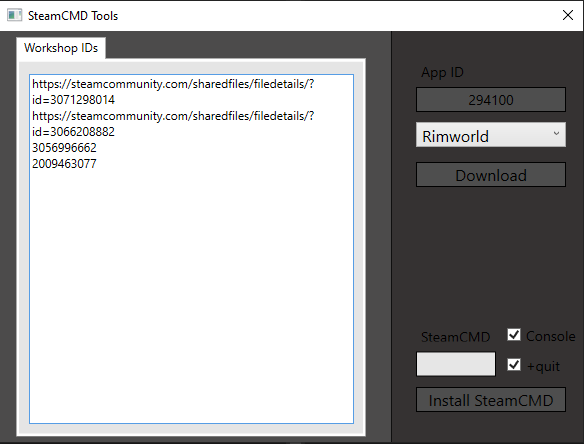 SteamCMD Tools
Workshop IDs
https://steamcommunity.com/sharedfiles/filedetails/?
id=3071298014
https://steamcommunity.com/sharedfiles/filedetails/?
id=3066208882
3056996662
2009463077
App ID
294100
Rimworld
Download
SteamCMD
Console
+quit
Install SteamCMD